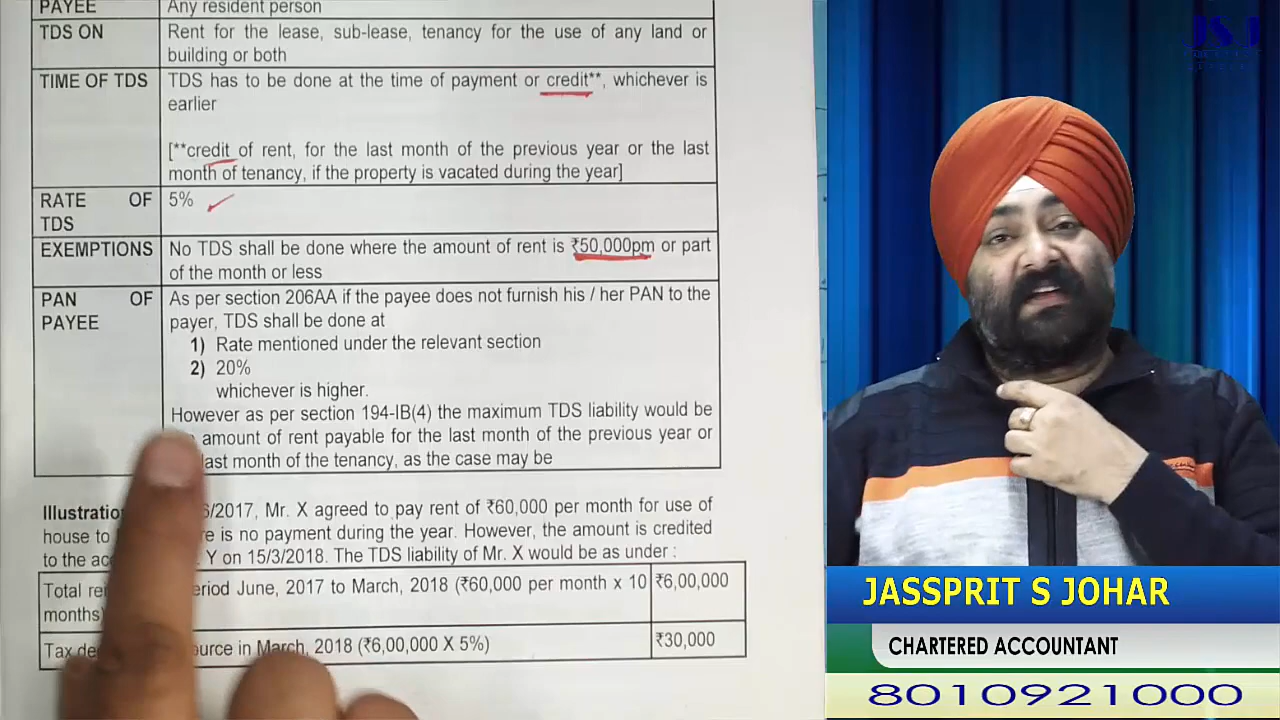 PAYEE Any resident person
TDS ON Rent for the lease, sub-lease, tenancy for the use of any land or
building or both
TIME OF TDS TDS has to be done at the time of payment or credit**, whichever is
earlier
[**credit of rent, for the last month of the previous year or the last
month of tenancy, if the property is vacated during the year]
RATE OF 5%
TDS
EXEMPTIONS No TDS shall be done where the amount of rent is ₹50,000pm or part
of the month or less
PAN OF As per section 206AA if the payee does not furnish his / her PAN to the
PAYEE payer, TDS shall be done at
1) Rate mentioned under the relevant section
2) 20%
whichever is higher.
However as per section 194-IB(4) the maximum TDS liability would be
amount of rent payable for the last month of the previous year or
last month of the tenancy, as the case may be
/2017, Mr. X agreed to pay rent of ₹60,000 per month for use of
house to is no payment during the year. However, the amount is credited
to the Y on 15/3/2018. The TDS liability of Mr. X would be as under :
Total June, 2017 to March, 2018 (₹60,000 per month x 10 ₹6,00,000
months)
Tax in March, 2018 (₹6,00,000 X 5%) ₹30,000
JSJ
JASSPRIT S JOHAR
CHARTERED ACCOUNTANT
8010921000